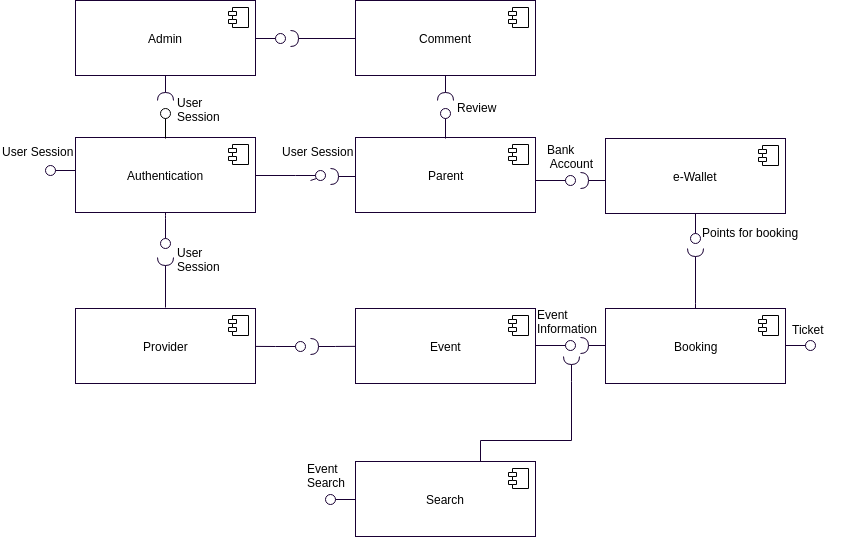 Admin
Comment
User
Session
Review
User Session
Authentication
User Session
Parent
Bank
Account
e-Wallet
User
Session
Points for booking
Provider
Event
Event
Information
Booking
Ticket
Event
Search
Search